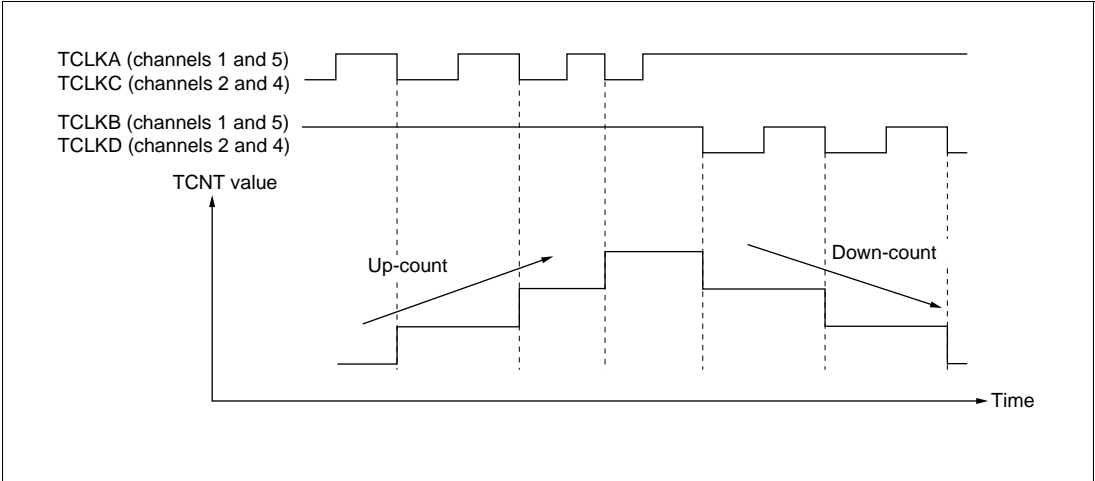 TCLKA (channels 1 and 5)
TCLKC (channels 2 and 4)
TCLKB (channels 1 and 5)
TCLKD (channels 2 and 4)
TCNT value
Up-count
Down-count
Time